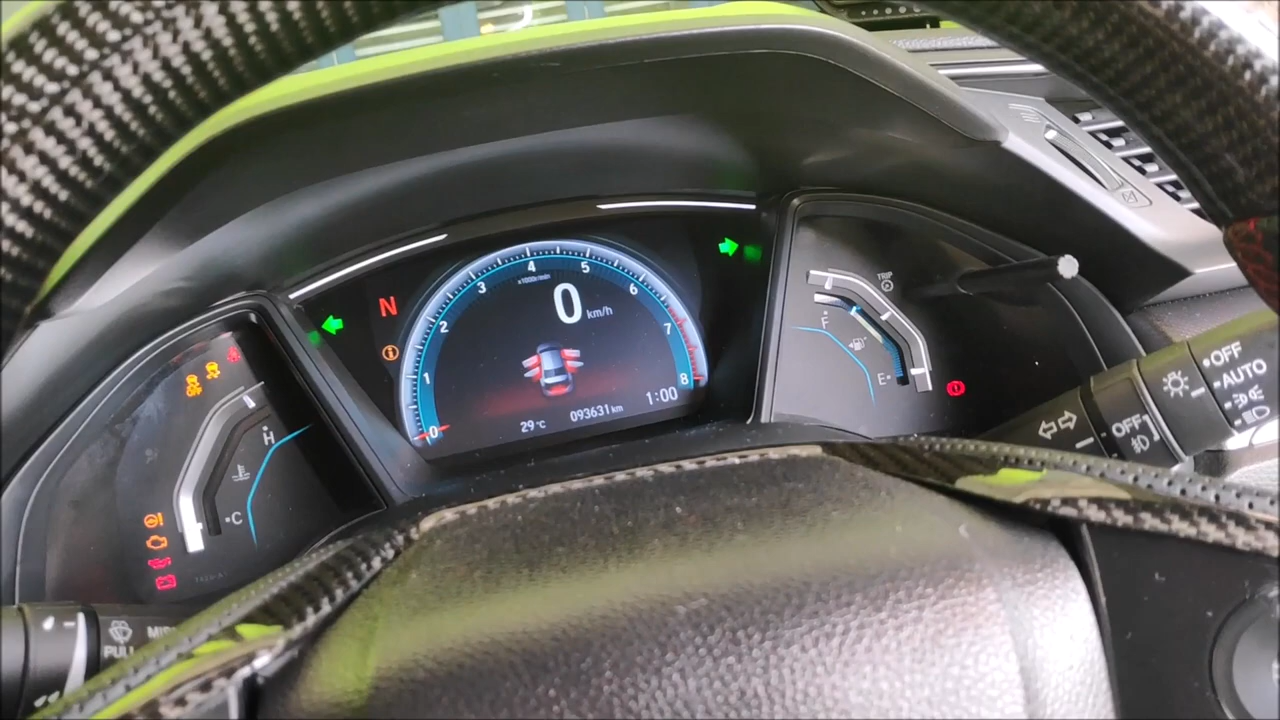 N
0 km/h
x1000r/min
0
1
2
3
4
5
6
7
8
29°C
093631 km
1:00
OFF
H
C
TRIP
F
E
OFF
AUTO
OFF
PULL